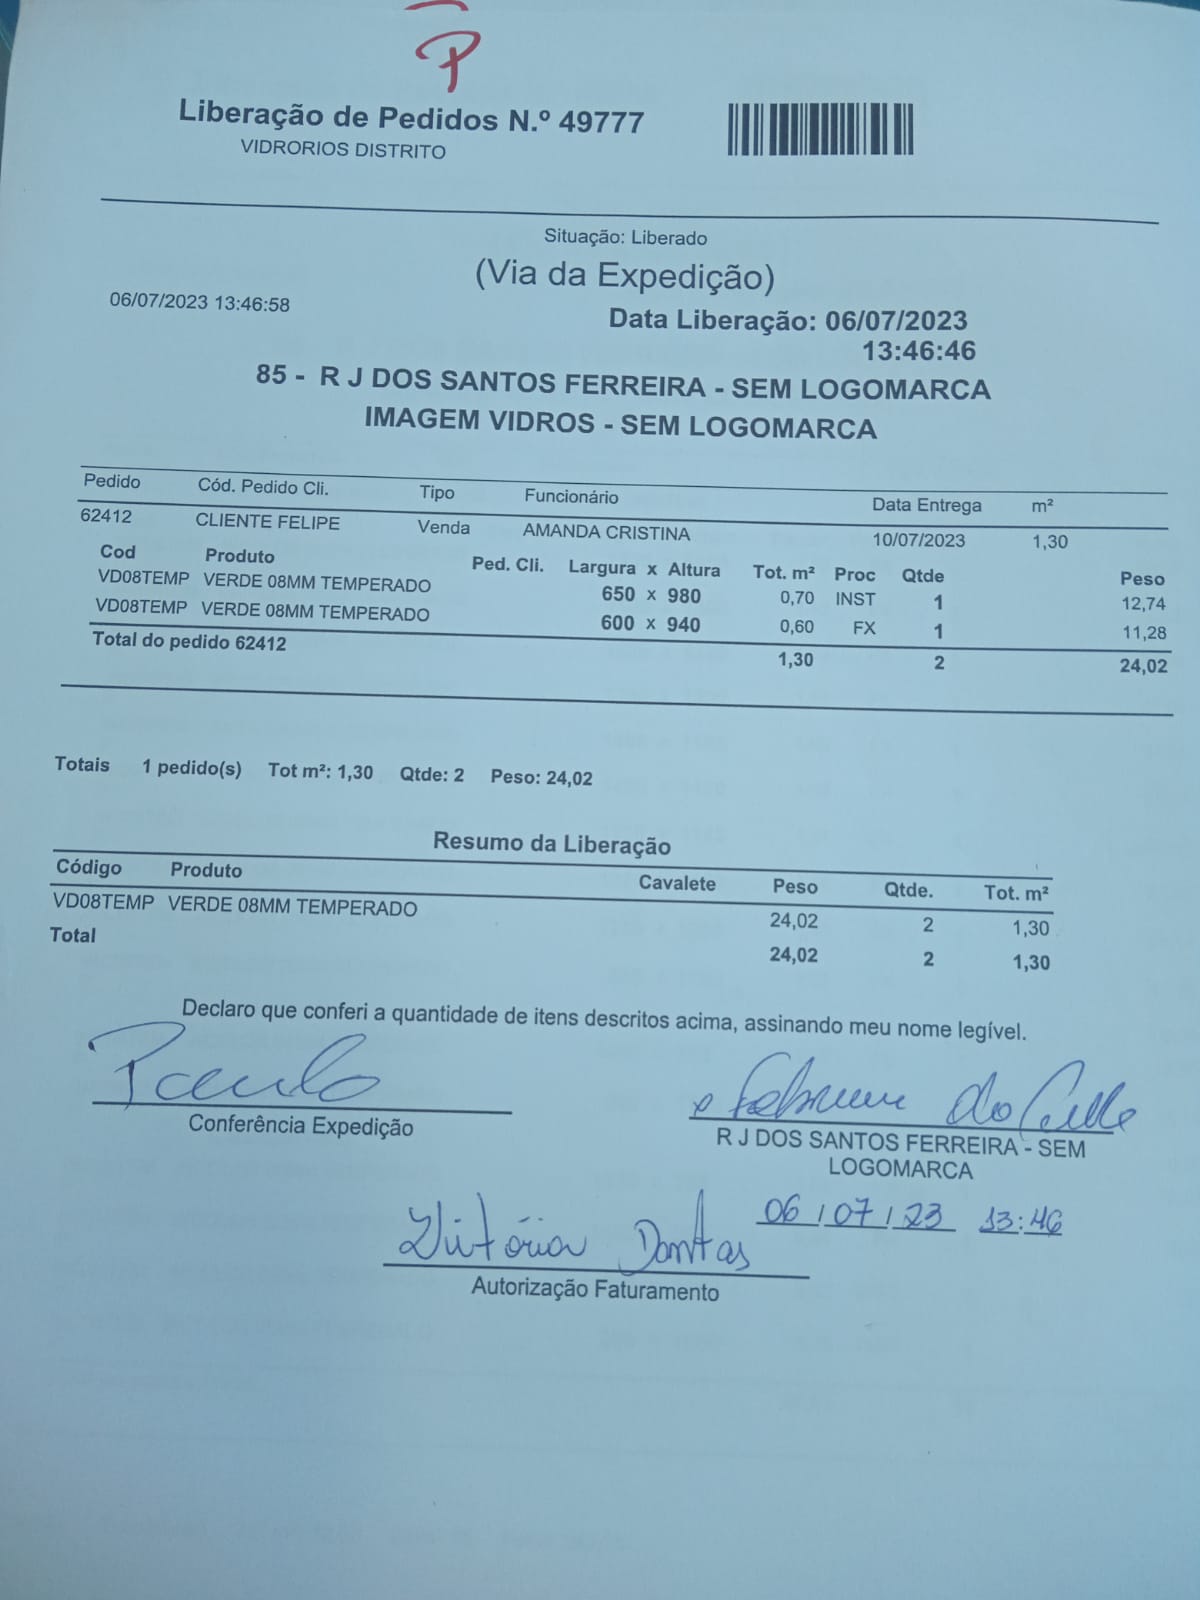 P
Liberação de Pedidos N.º 49777
VIDRORIOS DISTRITO
Situação: Liberado
(Via da Expedição)
06/07/2023 13:46:58
Data Liberação: 06/07/2023
13:46:46
85 - R J DOS SANTOS FERREIRA - SEM LOGOMARCA
IMAGEM VIDROS - SEM LOGOMARCA
Pedido Cód. Pedido Cli. Tipo Funcionário Data Entrega m²
62412 CLIENTE FELIPE Venda AMANDA CRISTINA 10/07/2023 1,30
Cod Produto Ped. Cli. Largura x Altura Tot. m² Proc Qtde Peso
VD08TEMP VERDE 08MM TEMPERADO 650 x 980 0,70 INST 1 12,74
VD08TEMP VERDE 08MM TEMPERADO 600 x 940 0,60 FX 1 11,28
Total do pedido 62412 1,30 2 24,02
Totais 1 pedido(s) Tot m²: 1,30 Qtde: 2 Peso: 24,02
Resumo da Liberação
Código Produto Cavalete Peso Qtde. Tot. m²
VD08TEMP VERDE 08MM TEMPERADO 24,02 2 1,30
Total 24,02 2 1,30
Declaro que conferi a quantidade de itens descritos acima, assinando meu nome legível.
Paulo
Conferência Expedição
R J DOS SANTOS FERREIRA - SEM
LOGOMARCA
06/07/23 13:46
Vitória Dantas
Autorização Faturamento